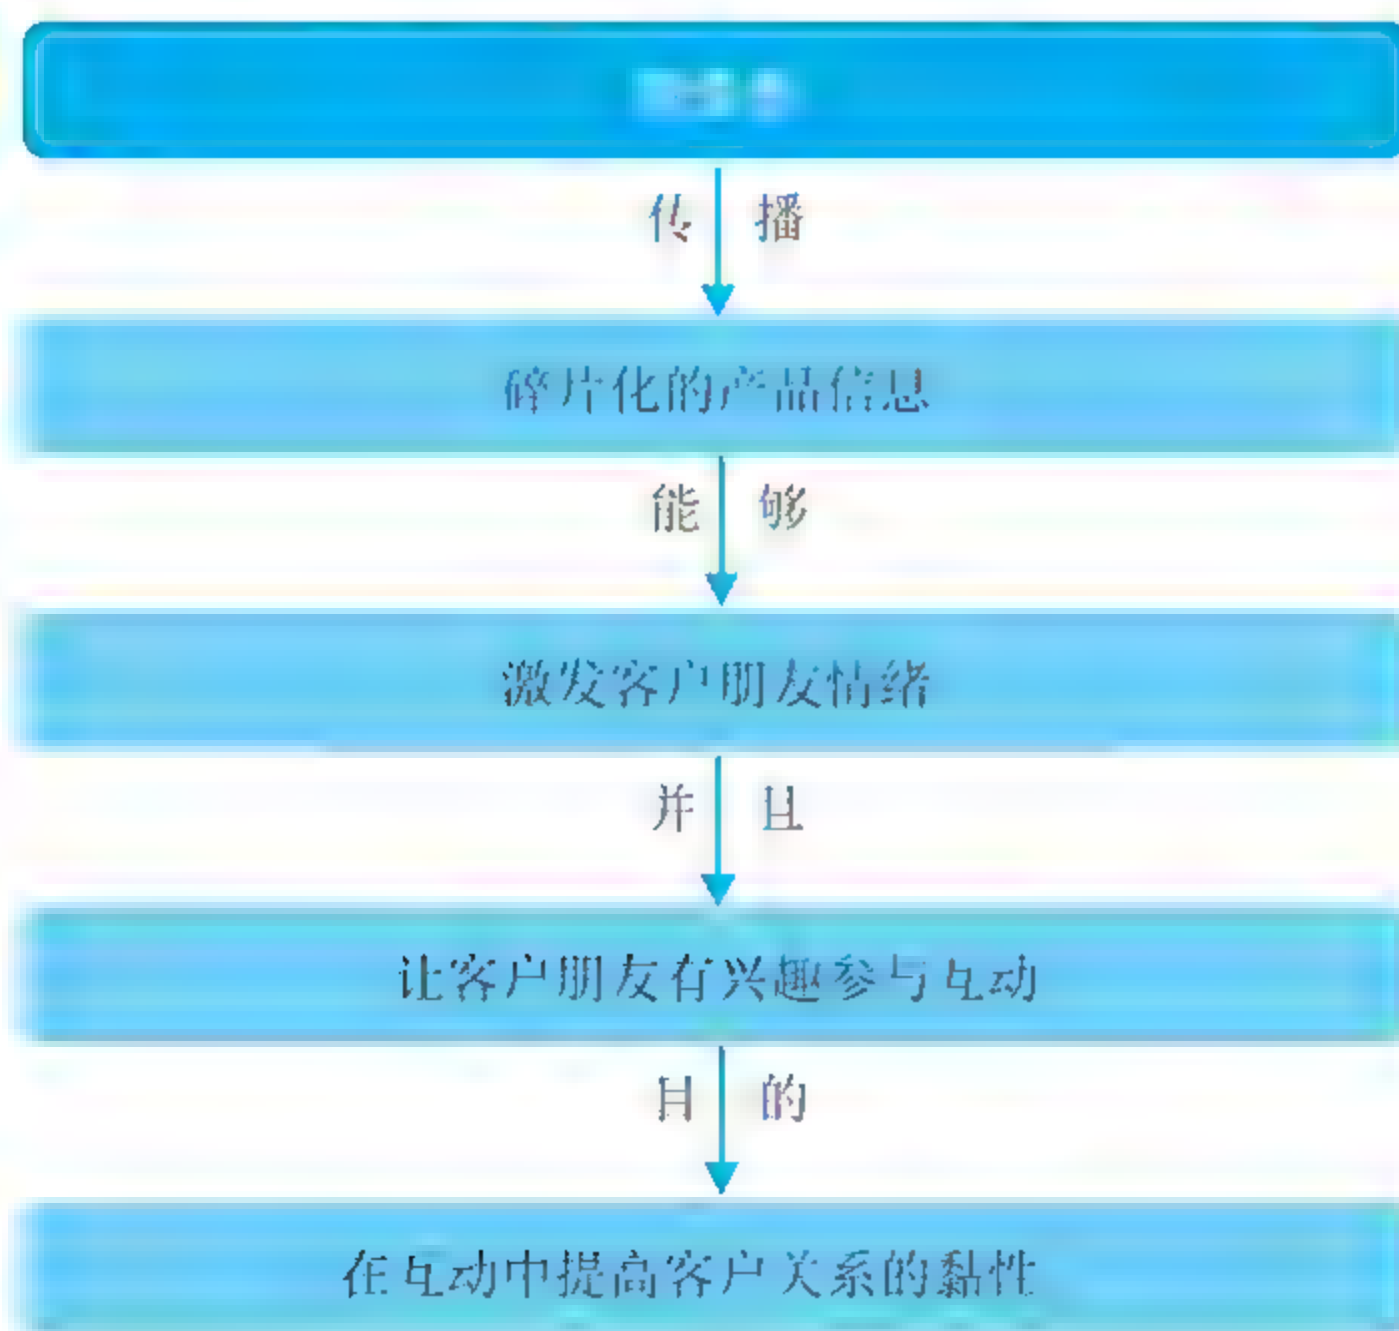 传播
碎片化的产品信息
能够
激发客户朋友情绪
并且
让客户朋友有兴趣参与互动
目的
在互动中提高客户关系的黏性